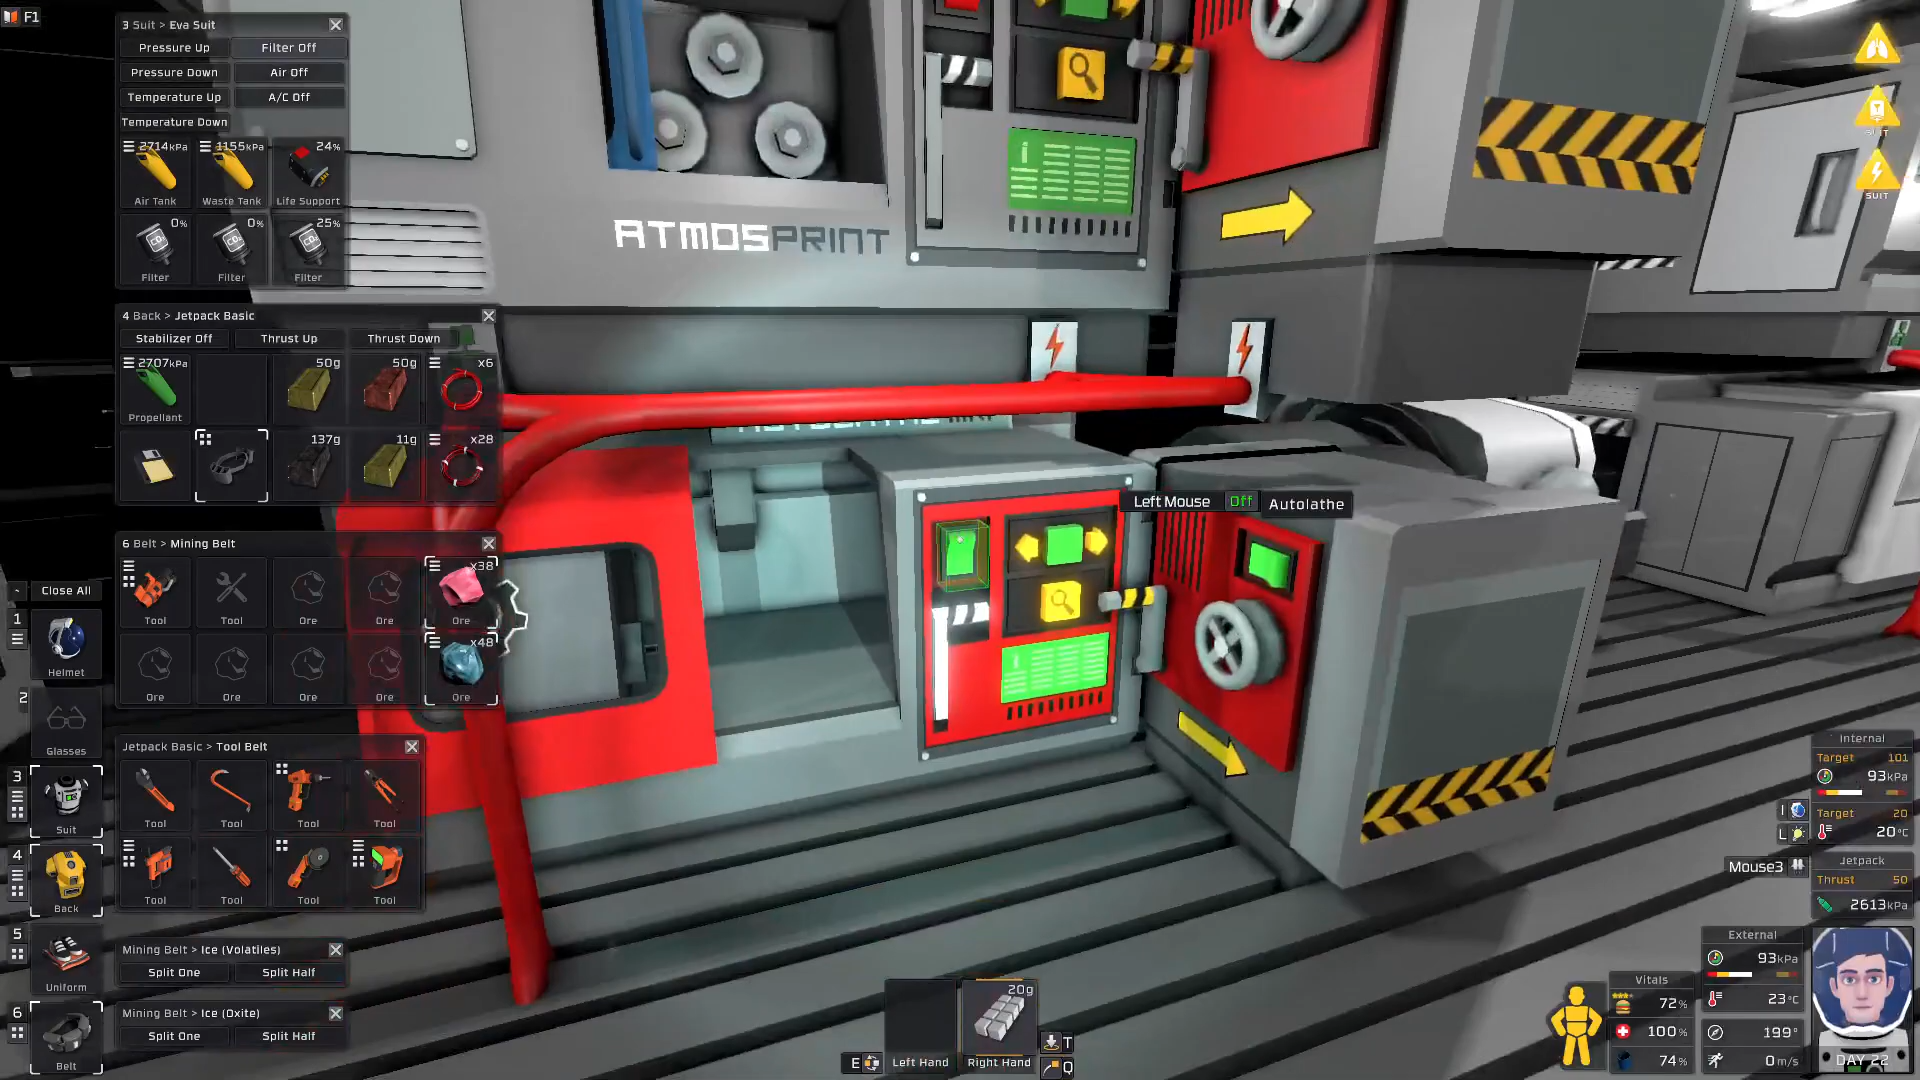 F1
3 Suit > Eva Suit
Pressure Up
Filter Off
Pressure Down
Air Off
Temperature Up
A/C Off
Temperature Down
2714kPa
1155kPa
24%
Air Tank
Waste Tank
Life Support
0%
0%
25%
Filter
Filter
Filter
4 Back > Jetpack Basic
Stabilizer Off
Thrust Up
Thrust Down
2707kPa
50g
50g
x6
Propellant
137g
11g
x28
6 Belt > Mining Belt
x38
Tool
Tool
Ore
Ore
Ore
x48
Ore
Ore
Ore
Ore
Ore
Jetpack Basic > Tool Belt
Tool
Tool
Tool
Tool
Tool
Tool
Tool
Tool
Mining Belt > Ice (Volatiles)
Split One
Split Half
Mining Belt > Ice (Oxite)
Split One
Split Half
Close All
1
Helmet
2
Glasses
3
Suit
4
Back
5
Uniform
6
Belt
ATMOSPRINT
Left Mouse
Off
Autolathe
SUIT
SUIT
Internal
Target 101
93kPa
Target 20
20°C
I
L
Mouse3
Jetpack
Thrust 50
2613kPa
External
93kPa
23°C
199°
0m/s
Vitals
72%
100%
74%
DAY 22
20g
E
Left Hand
Right Hand
T
Q